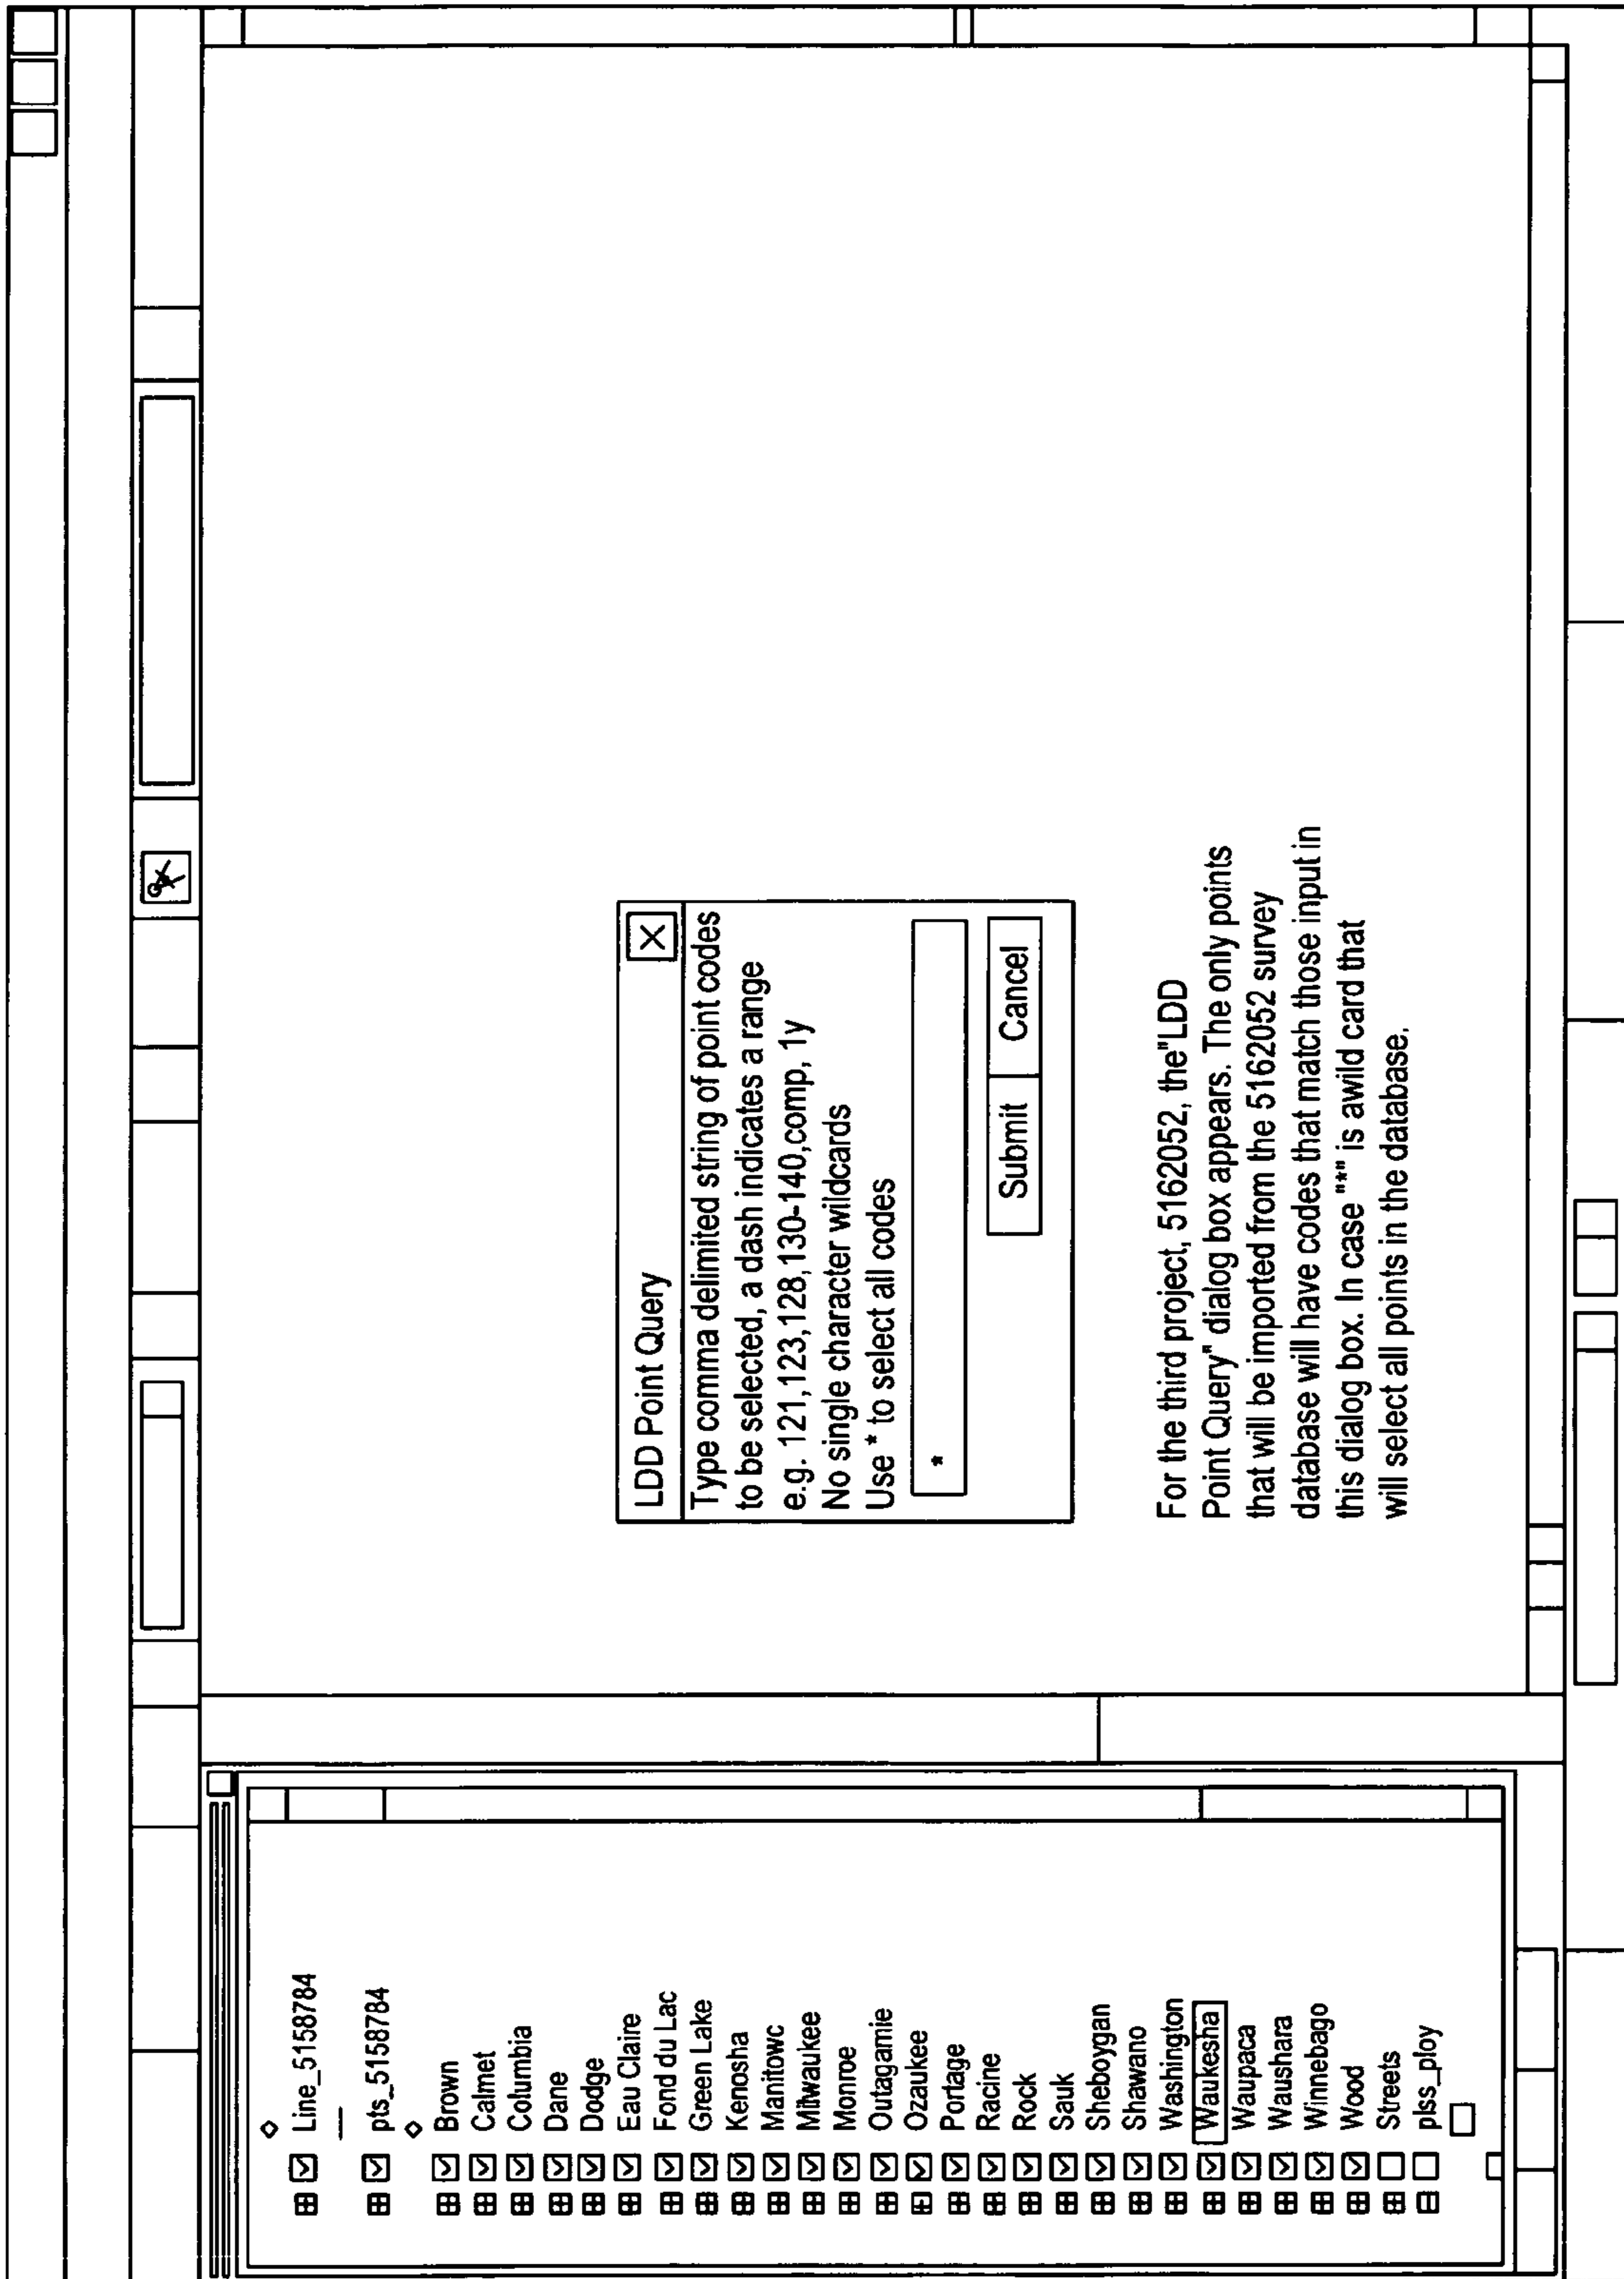 Line_5158784
pts_5158784
Brown
Calmet
Columbia
Dane
Dodge
Eau Claire
Fond du Lac
Green Lake
Kenosha
Manitowc
Milwaukee
Monroe
Outagamie
Ozaukee
Portage
Racine
Rock
Sauk
Sheboygan
Shawano
Washington
Waukesha
Waupaca
Waushara
Winnebago
Wood
Streets
plss_ploy
LDD Point Query
Type comma delimited string of point codes
to be selected, a dash indicates a range
e.g. 121,123,128,130-140,comp, 1y
No single character wildcards
Use * to select all codes
*
Submit Cancel
For the third project, 5162052, the"LDD
Point Query" dialog box appears. The only points
that will be imported from the 5162052 survey
database will have codes that match those input in
this dialog box. In case "*" is awild card that
will select all points in the database.